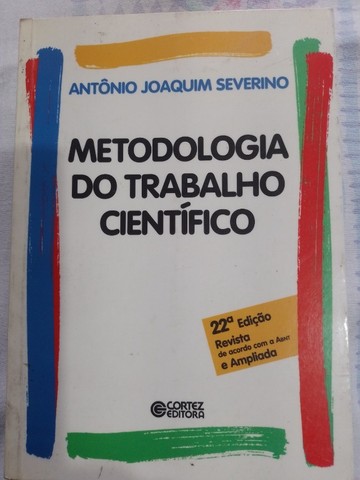 ANTÔNIO JOAQUIM SEVERINO
METODOLOGIA
DO TRABALHO
CIENTÍFICO
22ª Edição
Revista
de acordo com a ABNT
e Ampliada
CORTEZ
EDITORA